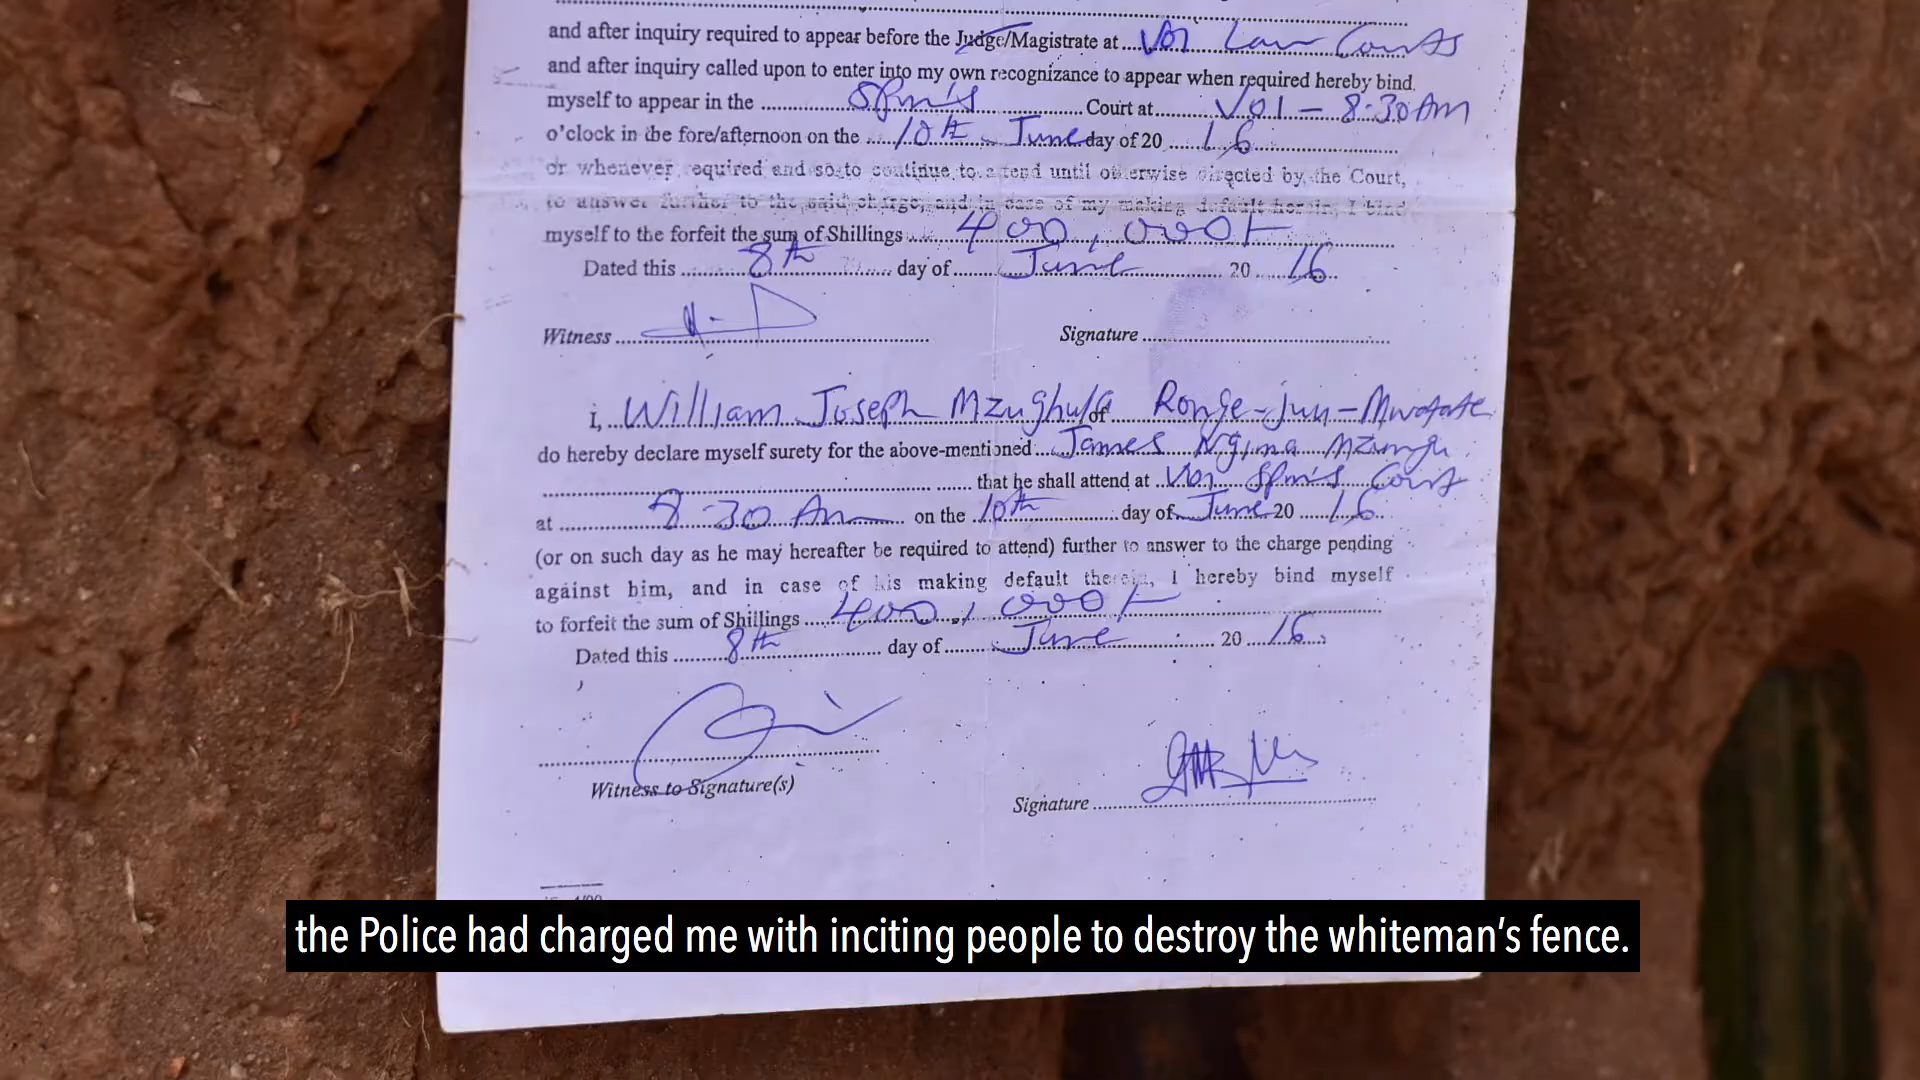 and after inquiry required to appear before the Judge/Magistrate at Voi Law Courts
and after inquiry called upon to enter into my own recognizance to appear when required hereby bind
myself to appear in the SPM's Court at Voi - 8:30 Am
o'clock in the fore/afternoon on the 10th June day of 20 16
or whenever required and so to continue to attend until otherwise directed by the Court,
to answer further to the said charge, and in case of my making default herein, I bind
myself to the forfeit the sum of Shillings 400,000/-
Dated this 8th day of June 20 16
Witness Signature
i, William Joseph Mzughula of Ronge-Jun-Mwatate
do hereby declare myself surety for the above-mentioned James Ngima Mzungu
that he shall attend at Voi SPM's Court
at 8:30 Am on the 10th day of June 20 16
(or on such day as he may hereafter be required to attend) further to answer to the charge pending
against him, and in case of his making default therein, I hereby bind myself
to forfeit the sum of Shillings 400,000/-
Dated this 8th day of June 20 16
Witness to Signature(s)
Signature
the Police had charged me with inciting people to destroy the whiteman's fence.